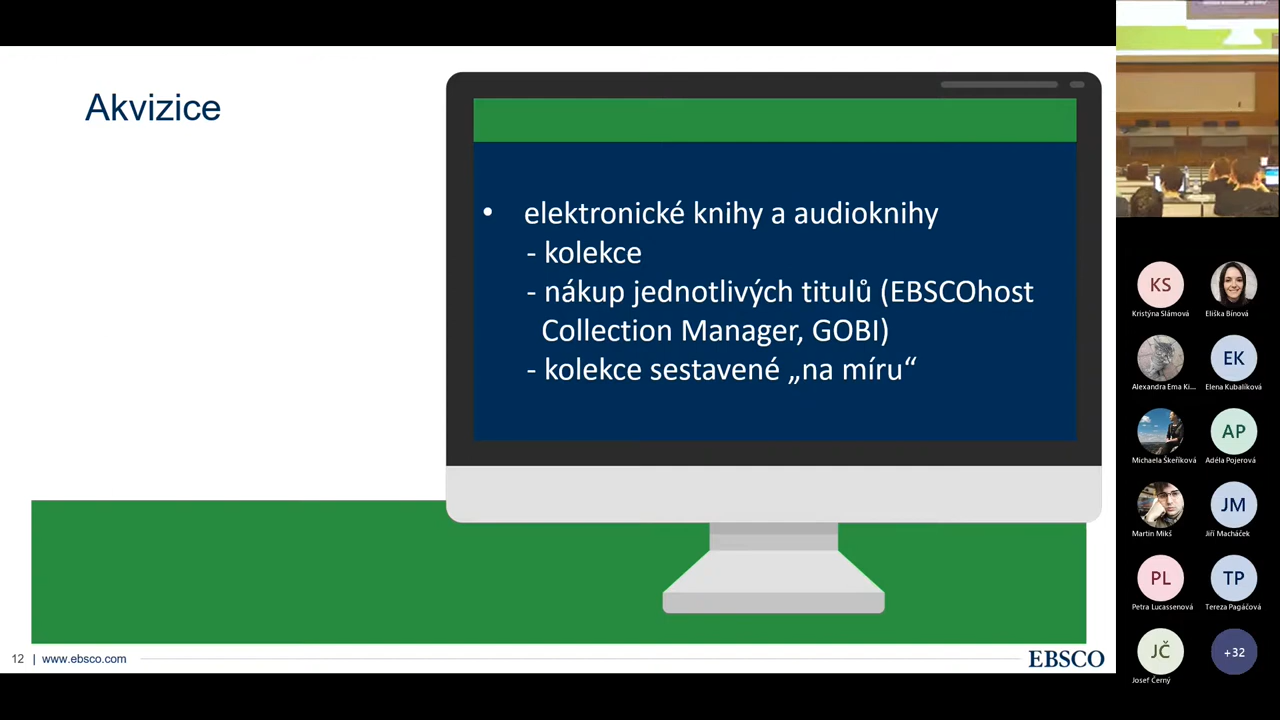 Akvizice
• elektronické knihy a audioknihy
- kolekce
- nákup jednotlivých titulů (EBSCOhost
Collection Manager, GOBI)
- kolekce sestavené „na míru“
12 | www.ebsco.com
EBSCO
KS
Kristýna Slámová
Eliška Bínová
Alexandra Ema Ki...
EK
Elena Kubalíková
Michaela Škeříková
AP
Adéla Pojerová
Martin Mikš
JM
Jiří Macháček
PL
Petra Lucassenová
TP
Tereza Pagáčová
JČ
Josef Černý
+32